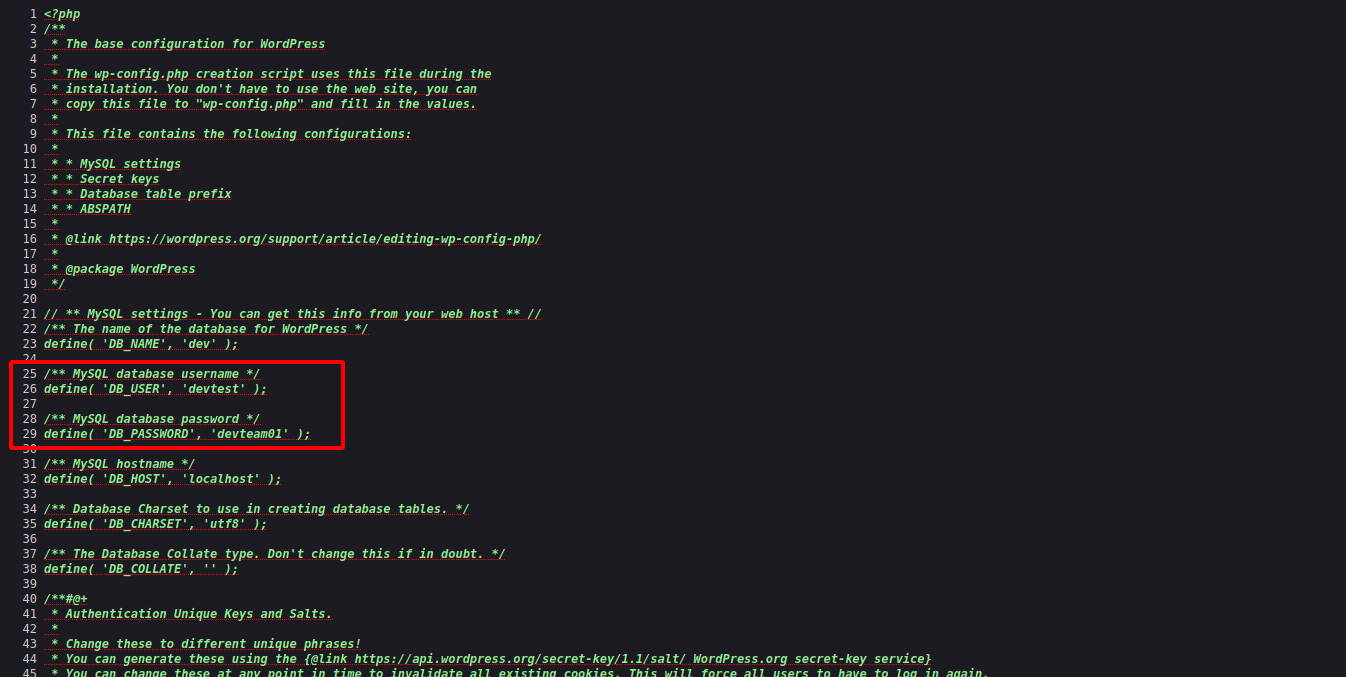 1 <?php
2 /**
3  * The base configuration for WordPress
4  *
5  * The wp-config.php creation script uses this file during the
6  * installation. You don't have to use the web site, you can
7  * copy this file to "wp-config.php" and fill in the values.
8  *
9  * This file contains the following configurations:
10  *
11  * * MySQL settings
12  * * Secret keys
13  * * Database table prefix
14  * * ABSPATH
15  *
16  * @link https://wordpress.org/support/article/editing-wp-config-php/
17  *
18  * @package WordPress
19  */
20
21 // ** MySQL settings - You can get this info from your web host ** //
22 /** The name of the database for WordPress */
23 define( 'DB_NAME', 'dev' );
24
25 /** MySQL database username */
26 define( 'DB_USER', 'devtest' );
27
28 /** MySQL database password */
29 define( 'DB_PASSWORD', 'devteam01' );
30
31 /** MySQL hostname */
32 define( 'DB_HOST', 'localhost' );
33
34 /** Database Charset to use in creating database tables. */
35 define( 'DB_CHARSET', 'utf8' );
36
37 /** The Database Collate type. Don't change this if in doubt. */
38 define( 'DB_COLLATE', '' );
39
40 /**#@+
41  * Authentication Unique Keys and Salts.
42  *
43  * Change these to different unique phrases!
44  * You can generate these using the {@link https://api.wordpress.org/secret-key/1.1/salt/ WordPress.org secret-key service}
45  * You can change these at any point in time to invalidate all existing cookies. This will force all users to have to log in again.